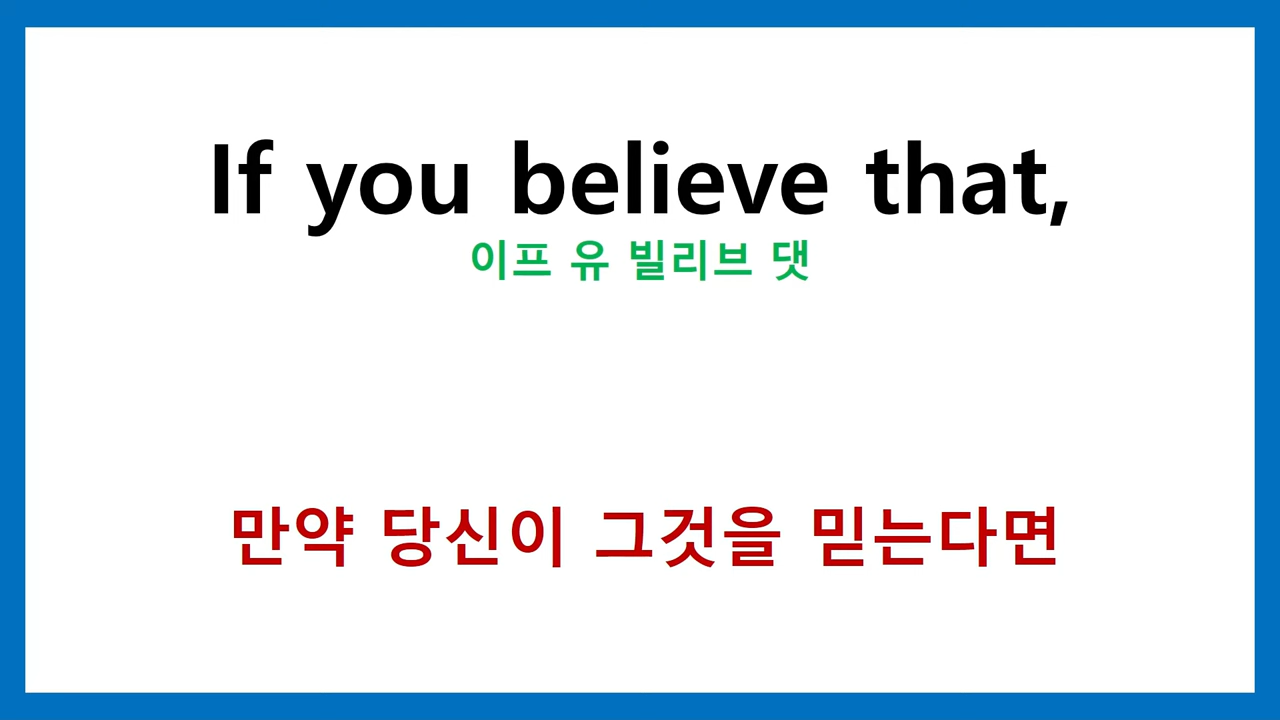 If you believe that,
이프 유 빌리브 댓
만약 당신이 그것을 믿는다면